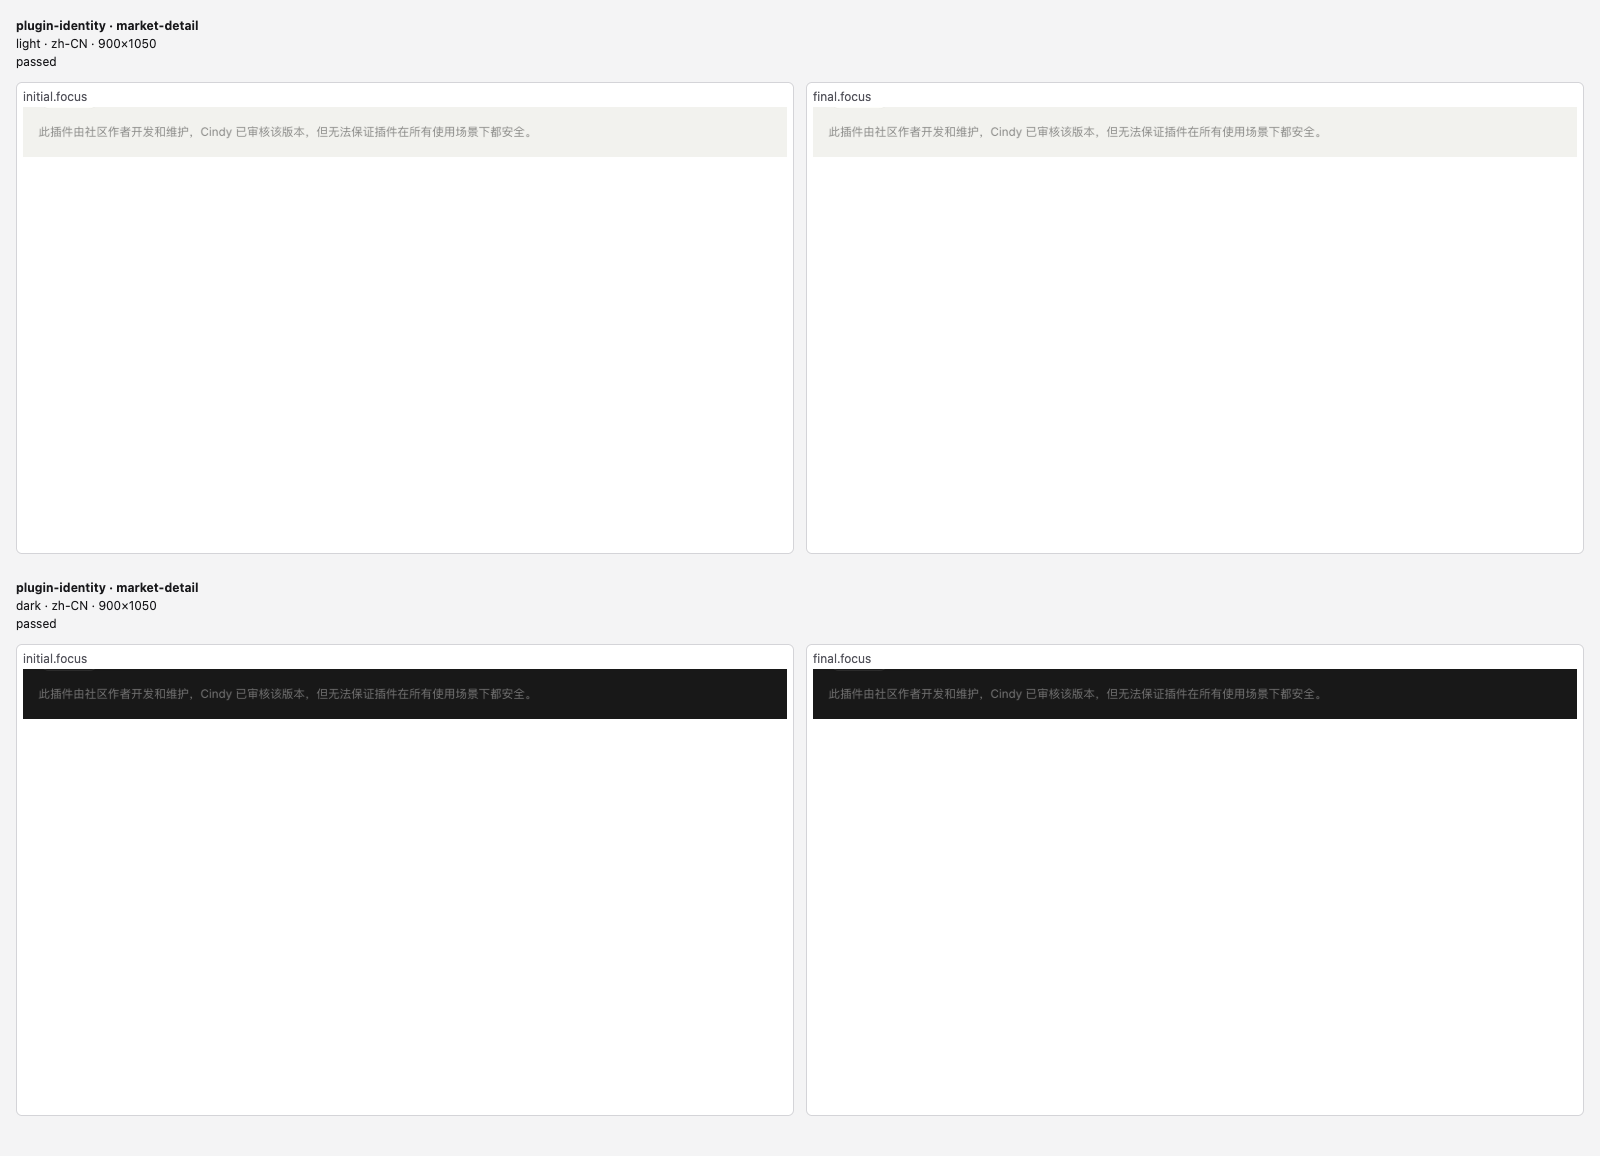 plugin-identity · market-detail
light · zh-CN · 900×1050
passed
initial.focus
此插件由社区作者开发和维护，Cindy 已审核该版本，但无法保证插件在所有使用场景下都安全。
final.focus
此插件由社区作者开发和维护，Cindy 已审核该版本，但无法保证插件在所有使用场景下都安全。
plugin-identity · market-detail
dark · zh-CN · 900×1050
passed
initial.focus
此插件由社区作者开发和维护，Cindy 已审核该版本，但无法保证插件在所有使用场景下都安全。
final.focus
此插件由社区作者开发和维护，Cindy 已审核该版本，但无法保证插件在所有使用场景下都安全。